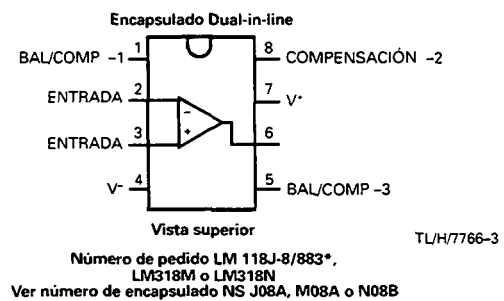 Encapsulado Dual-in-line
BAL/COMP –1
1
8
COMPENSACIÓN –2
ENTRADA
2
7
V+
-
+
ENTRADA
3
6
V–
4
5
BAL/COMP –3
Vista superior
TL/H/7766–3
Número de pedido LM 118J-8/883*,
LM318M o LM318N
Ver número de encapsulado NS J08A, M08A o N08B